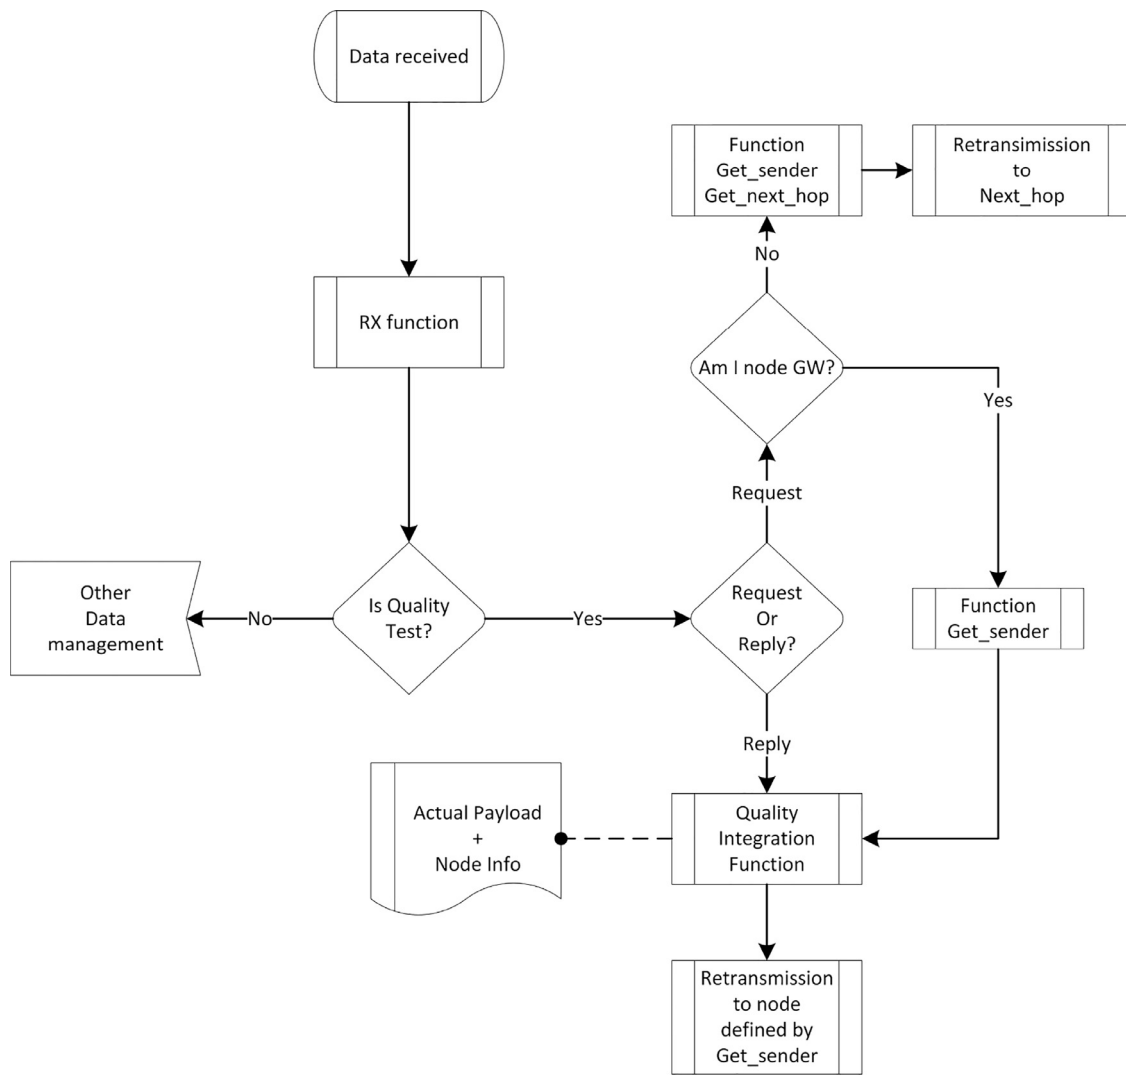 Data received
Function
Get_sender
Get_next_hop
Retransimission
to
Next_hop
No
RX function
Am I node GW?
Yes
Request
Other
Data
management
No
Is Quality
Test?
Yes
Request
Or
Reply?
Function
Get_sender
Reply
Actual Payload
+
Node Info
Quality
Integration
Function
Retransmission
to node
defined by
Get_sender